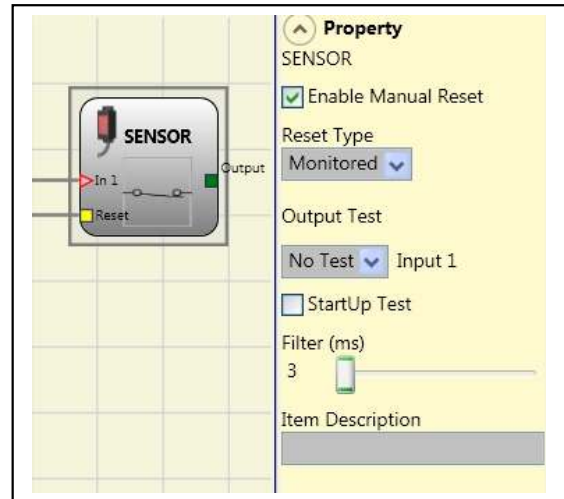 SENSOR
In 1
Output
Reset
Property
SENSOR
Enable Manual Reset
Reset Type
Monitored
Output Test
No Test Input 1
StartUp Test
Filter (ms)
3
Item Description